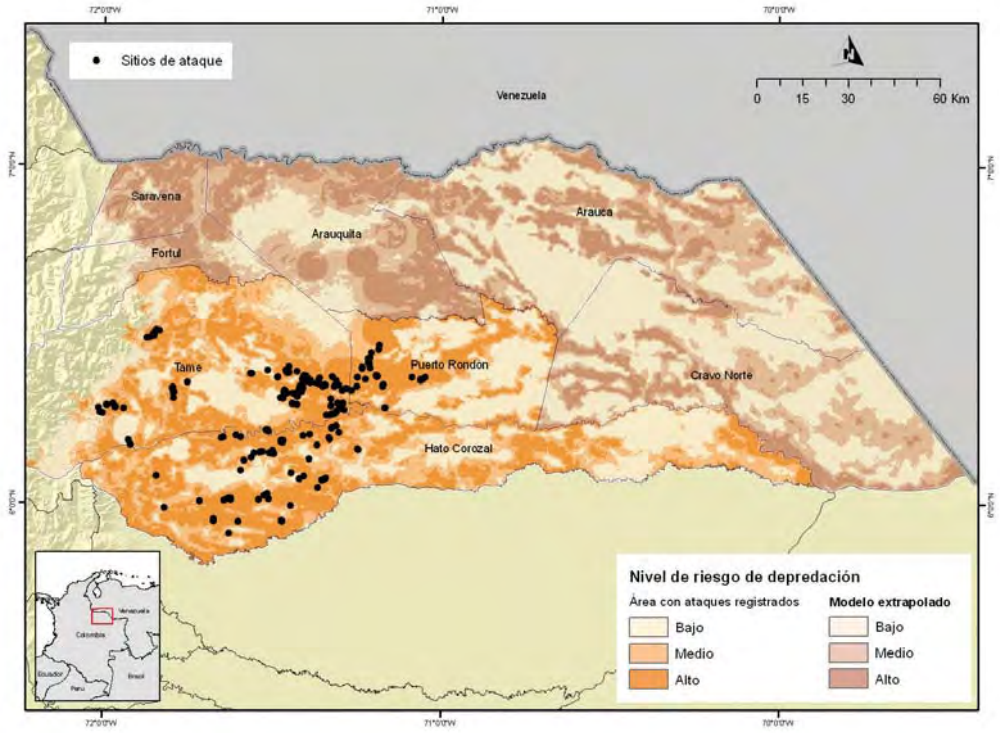 72°0'0"W
71°0'0"W
70°0'0"W
Sitios de ataque
N
Venezuela
0 15 30 60 Km
7°0'0"N
7°0'0"N
Saravena
Arauca
Arauquita
Fortul
Tame
Puerto Rondón
Cravo Norte
Hato Corozal
6°0'0"N
6°0'0"N
Nivel de riesgo de depredación
Área con ataques registrados
Modelo extrapolado
Bajo
Bajo
Medio
Medio
Alto
Alto
Venezuela
Colombia
Ecuador
Peru
Brazil
72°0'0"W
71°0'0"W
70°0'0"W